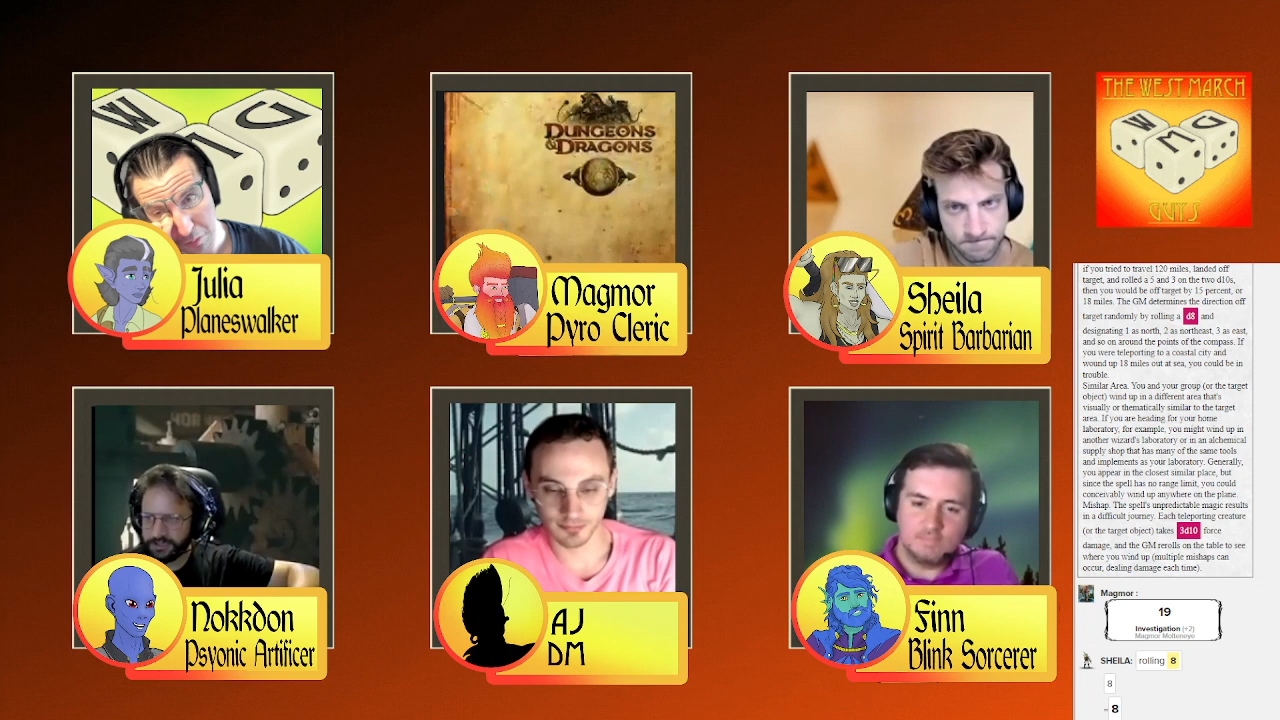 W
I
G
Julia
Planeswalker
DUNGEONS
& DRAGONS
Magmor
Pyro Cleric
Sheila
Spirit Barbarian
THE WEST MARCH
W
M
G
GUYS
Nokkdon
Psyonic Artificer
AJ
DM
Finn
Blink Sorcerer
if you tried to travel 120 miles, landed off
target, and rolled a 5 and 3 on the two d10s,
then you would be off target by 15 percent, or
18 miles. The GM determines the direction off
target randomly by rolling a d8 and
designating 1 as north, 2 as northeast, 3 as east,
and so on around the points of the compass. If
you were teleporting to a coastal city and
wound up 18 miles out at sea, you could be in
trouble.
Similar Area. You and your group (or the target
object) wind up in a different area that's
visually or thematically similar to the target
area. If you are heading for your home
laboratory, for example, you might wind up in
another wizard's laboratory or in an alchemical
supply shop that has many of the same tools
and implements as your laboratory. Generally,
you appear in the closest similar place, but
since the spell has no range limit, you could
conceivably wind up anywhere on the plane.
Mishap. The spell's unpredictable magic results
in a difficult journey. Each teleporting creature
(or the target object) takes 3d10 force
damage, and the GM rerolls on the table to see
where you wind up (multiple mishaps can
occur, dealing damage each time).
Magmor :
19
Investigation (+2)
Magmor Molteneye
SHEILA: rolling 8
8
=8